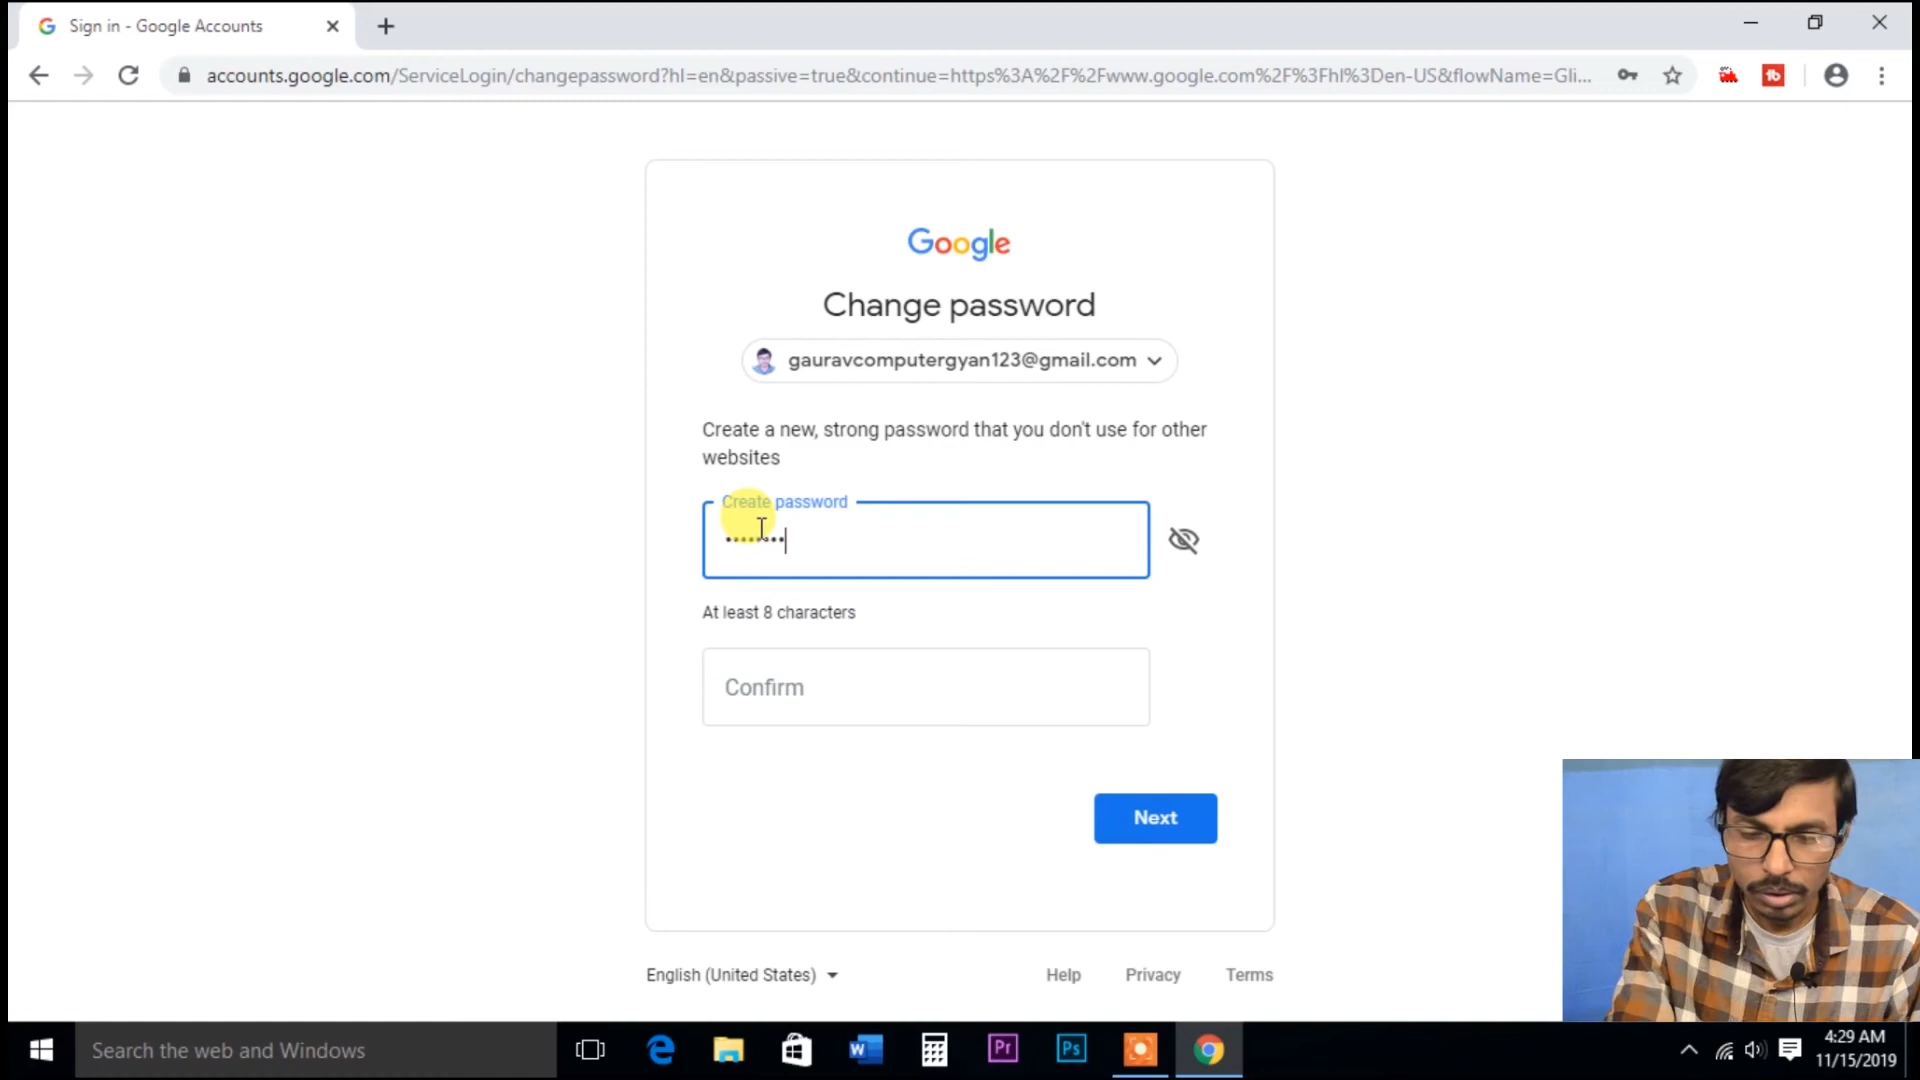 Sign in - Google Accounts
accounts.google.com/ServiceLogin/changepassword?hl=en&passive=true&continue=https%3A%2F%2Fwww.google.com%2F%3Fhl%3Den-US&flowName=Gli...
Google
Change password
gauravcomputergyan123@gmail.com
Create a new, strong password that you don't use for other
websites
Create password
At least 8 characters
Confirm
Next
English (United States)
Help
Privacy
Terms
Search the web and Windows
Pr
Ps
4:29 AM
11/15/2019